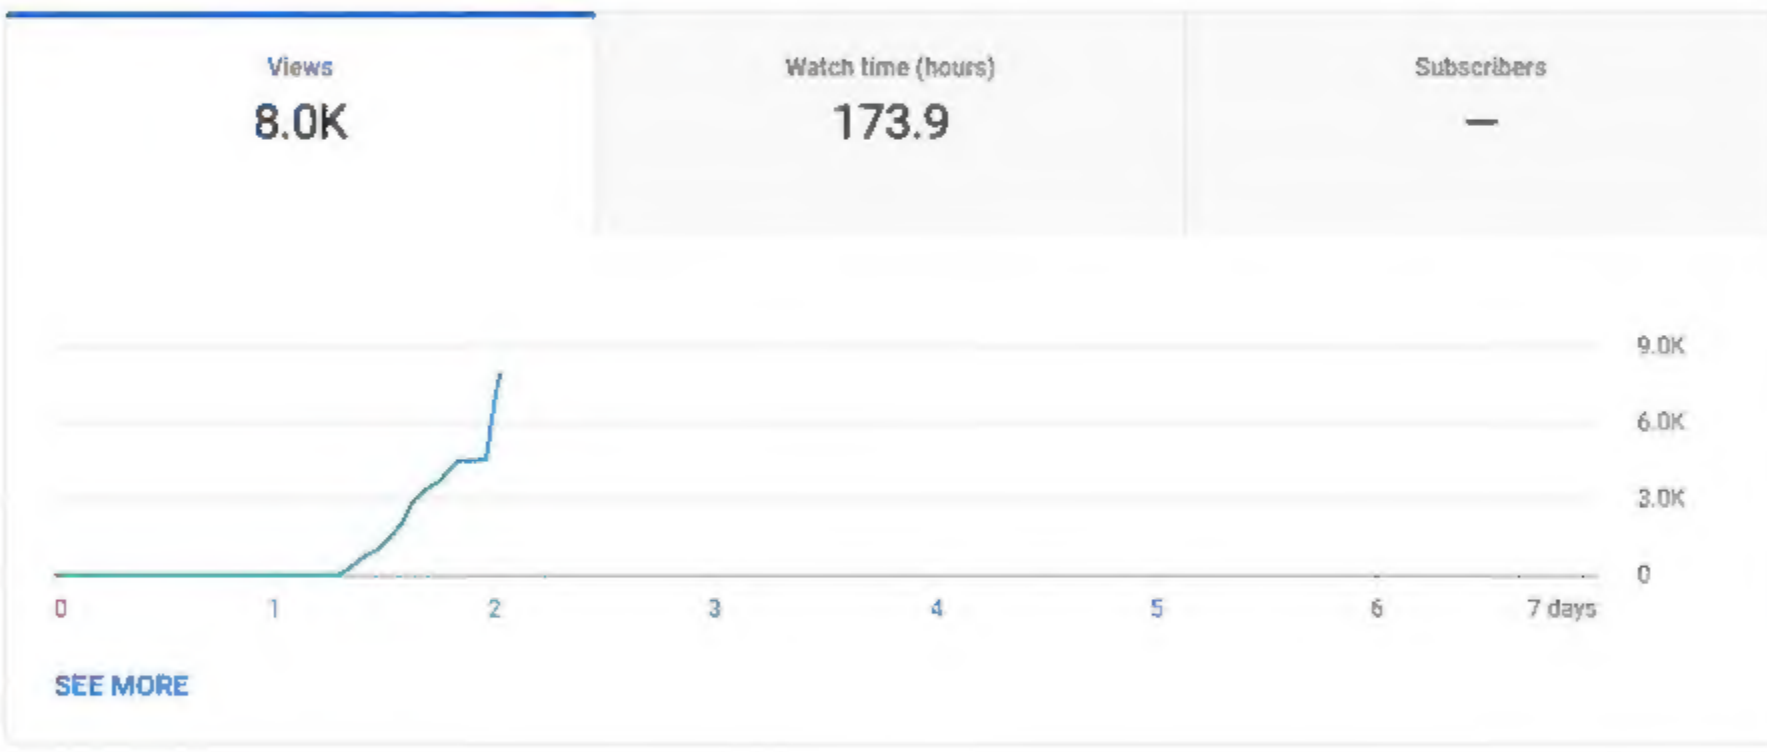 Views
8.0K
Watch time (hours)
173.9
Subscribers
—
9.0K
6.0K
3.0K
0
0 1 2 3 4 5 6 7 days
SEE MORE